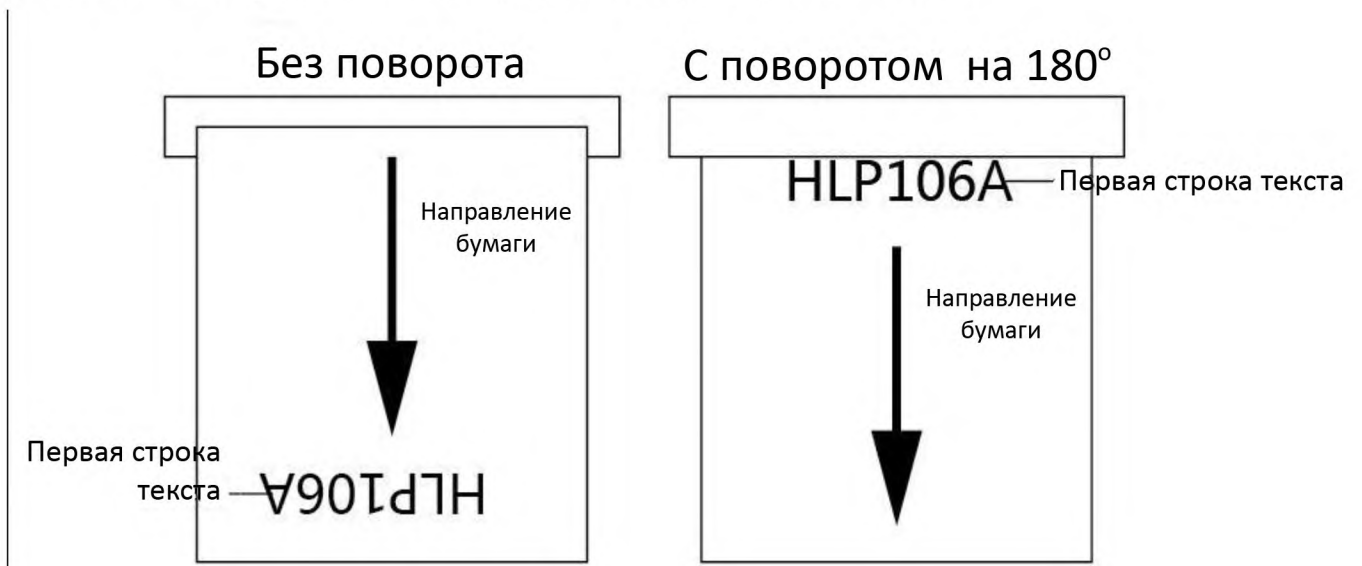 Без поворота
Направление
бумаги
Первая строка
текста
HLP106A
С поворотом на 180°
HLP106A
Первая строка текста
Направление
бумаги